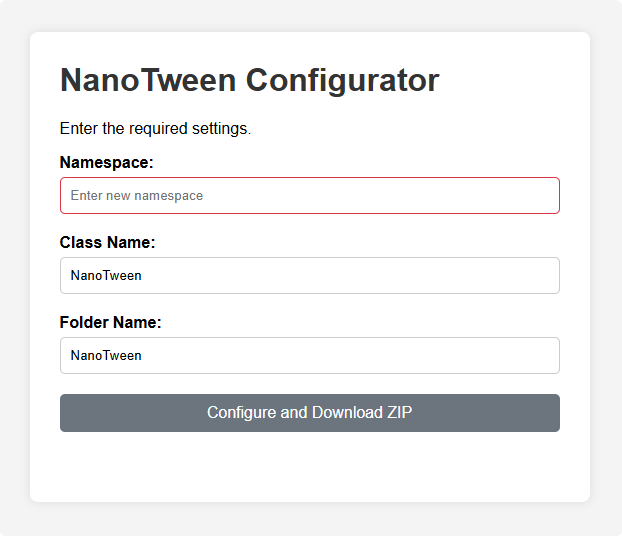 NanoTween Configurator
Enter the required settings.
Namespace:
Enter new namespace
Class Name:
NanoTween
Folder Name:
NanoTween
Configure and Download ZIP